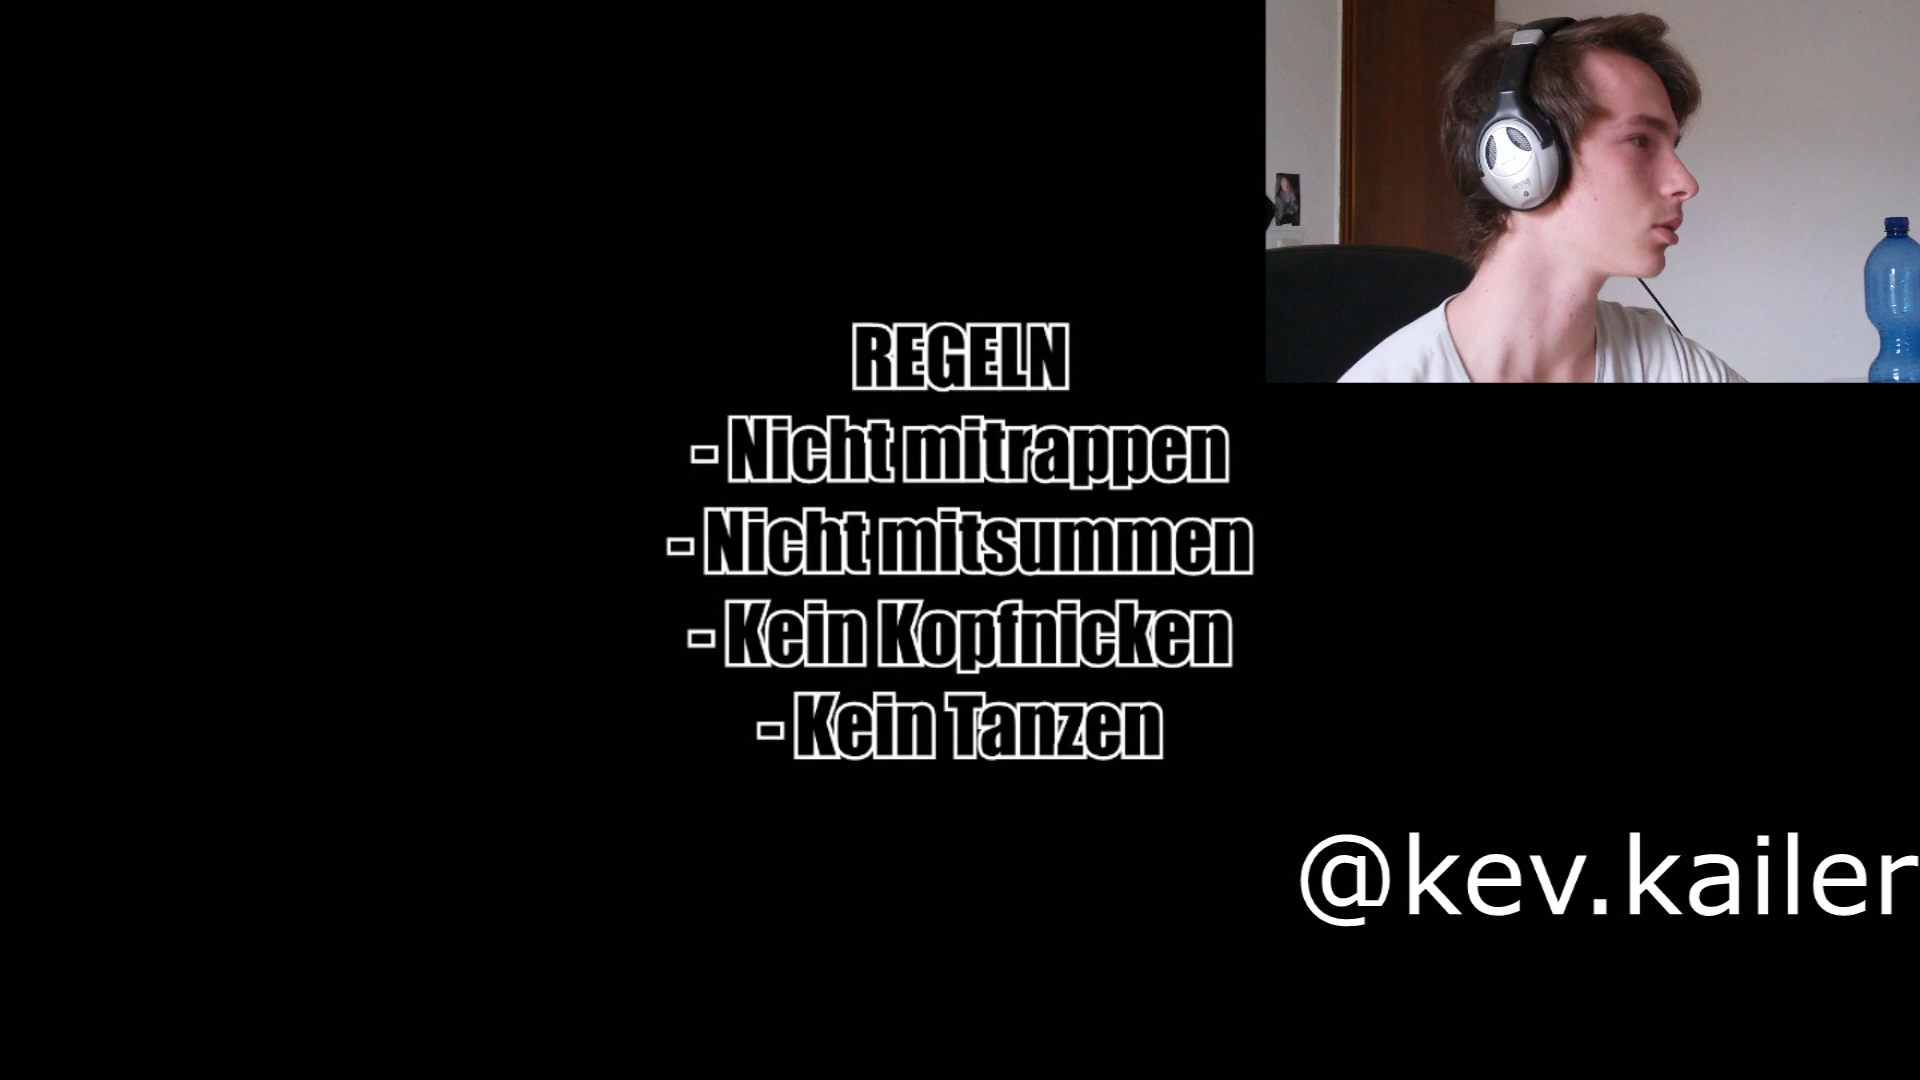 REGELN
- Nicht mitrappen
- Nicht mitsummen
- Kein Kopfnicken
- Kein Tanzen
@kev.kailer